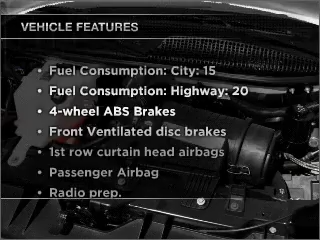 VEHICLE FEATURES
• Fuel Consumption: City: 15
• Fuel Consumption: Highway: 20
• 4-wheel ABS Brakes
• Front Ventilated disc brakes
• 1st row curtain head airbags
• Passenger Airbag
• Radio prep.